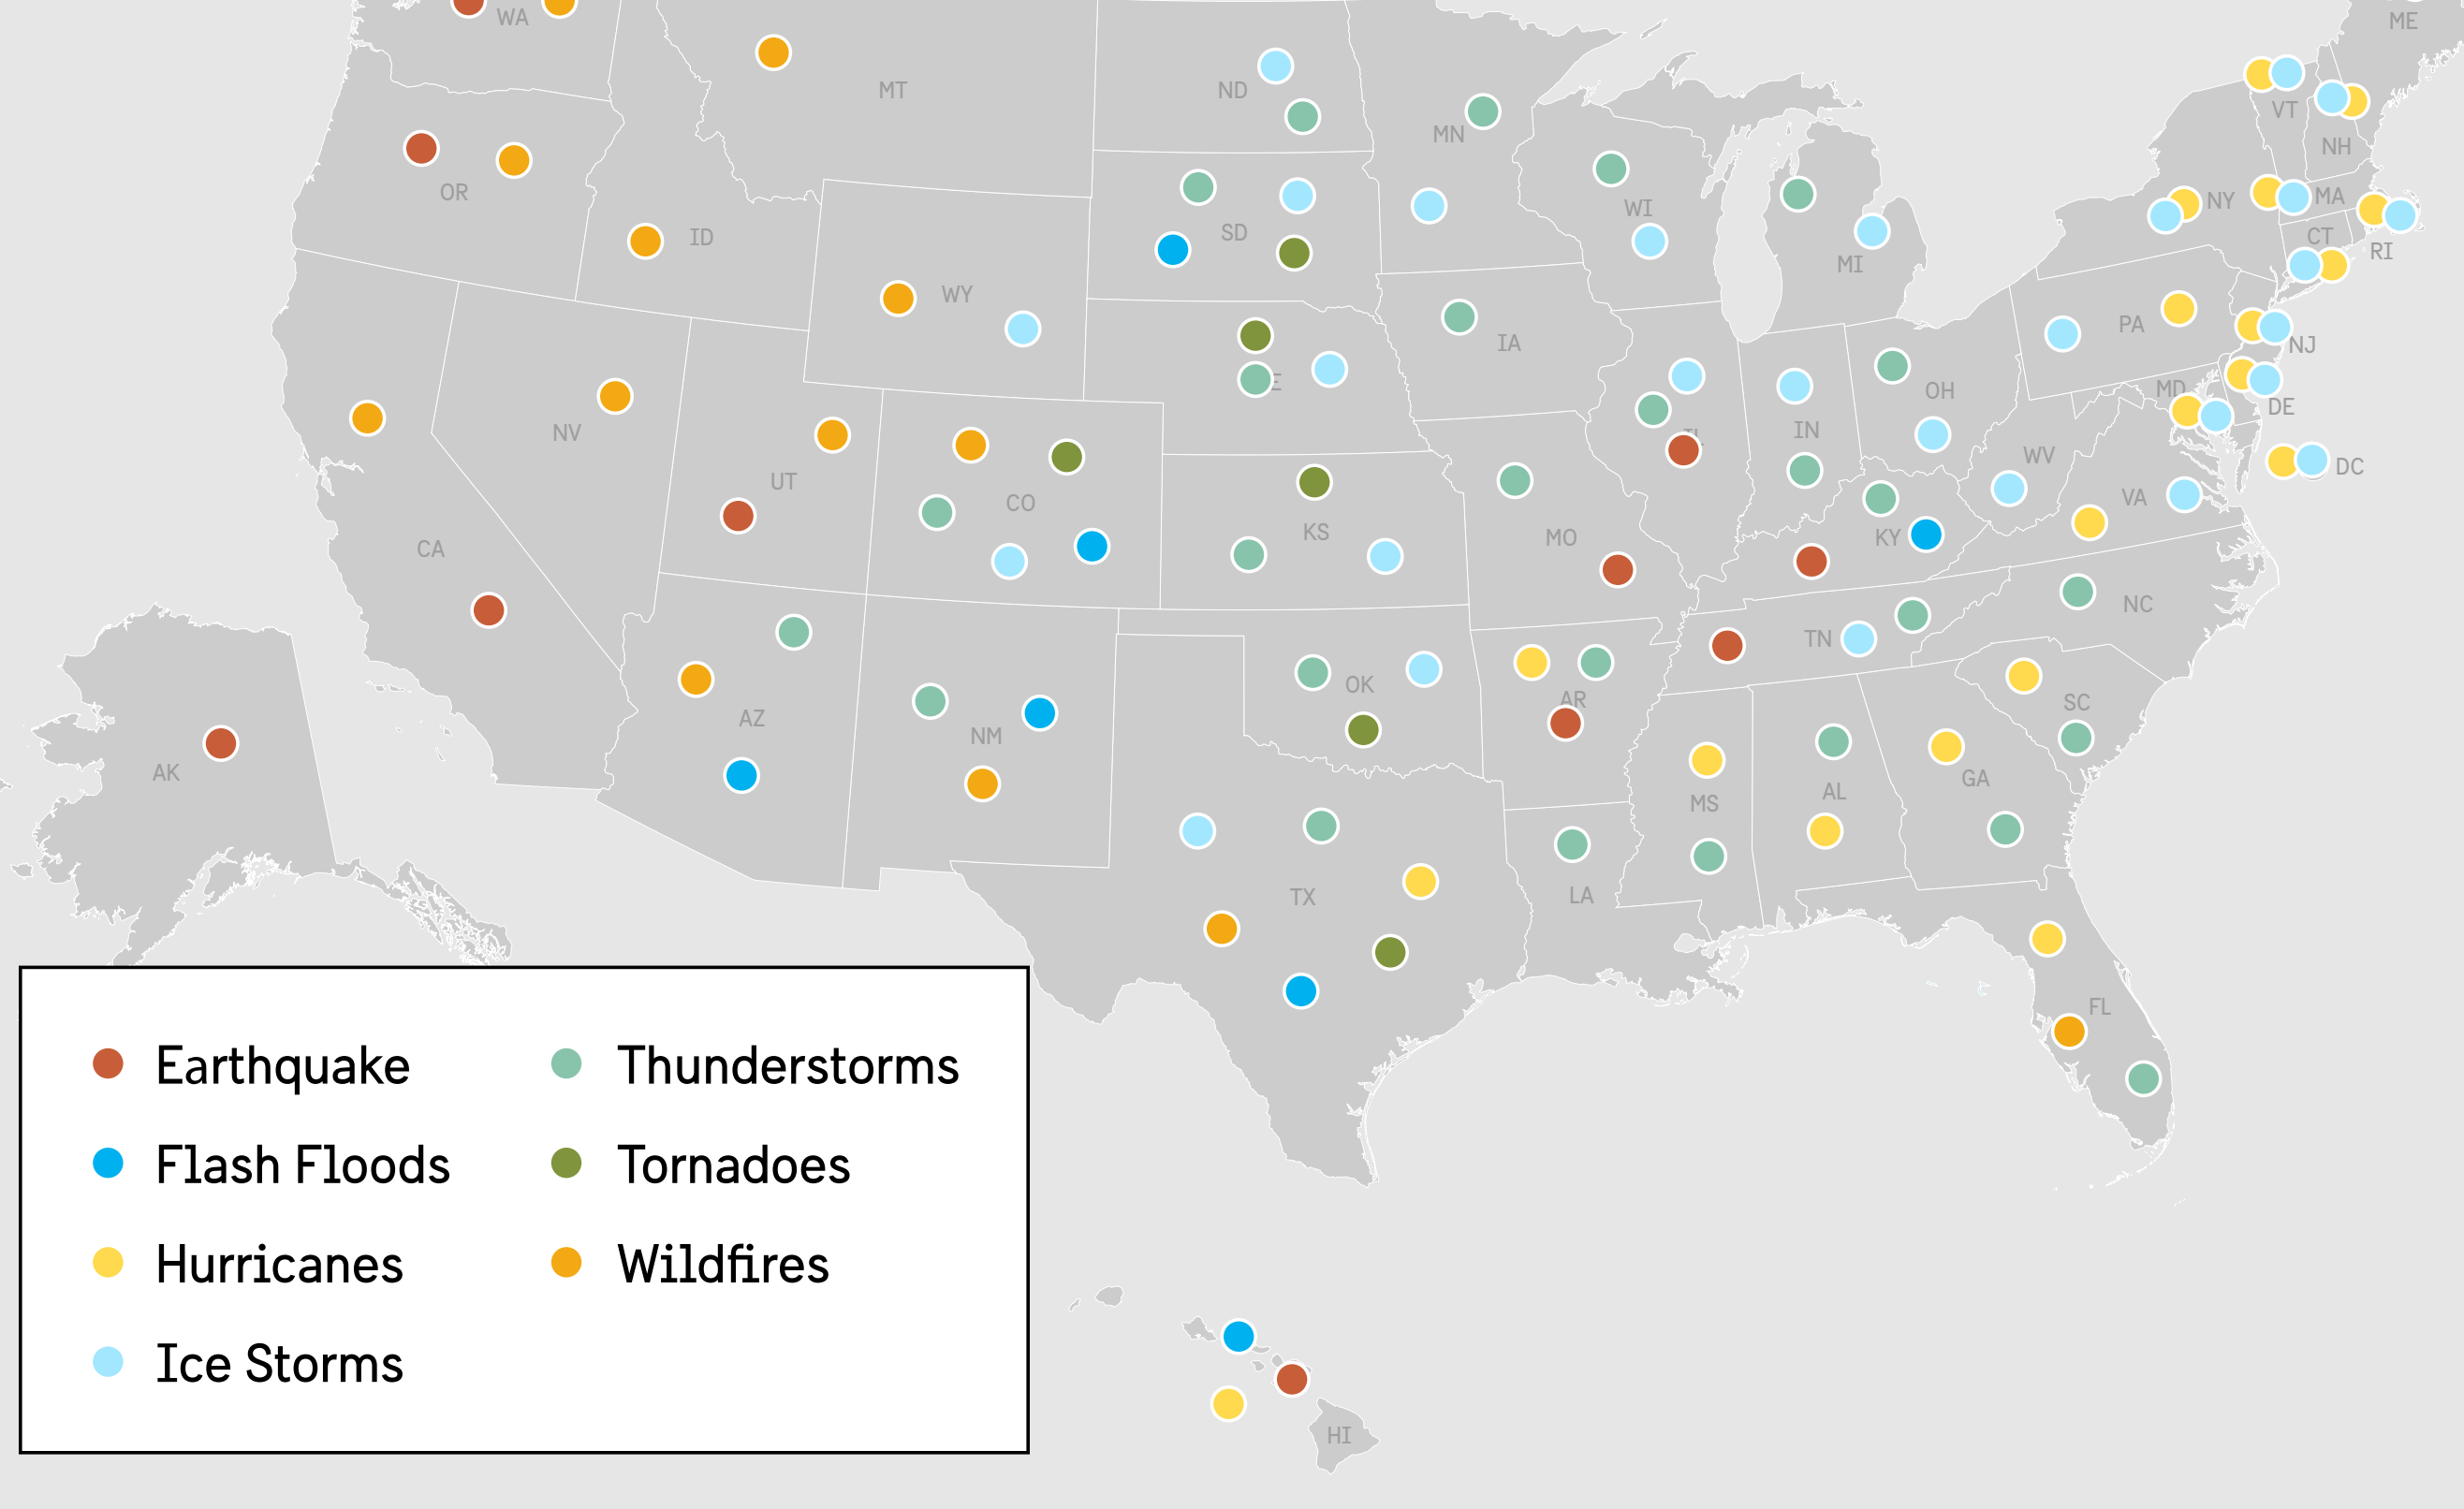 WA
ME
MT
ND
MN
VT
NH
OR
WI
NY
MA
ID
SD
MI
CT
RI
WY
IA
PA
NJ
E
OH
MD
DE
NV
IN
UT
CO
KS
MO
KY
WV
VA
DC
CA
NC
TN
AK
AZ
NM
OK
AR
SC
MS
AL
GA
TX
LA
FL
Earthquake
Thunderstorms
Flash Floods
Tornadoes
Hurricanes
Wildfires
Ice Storms
HI